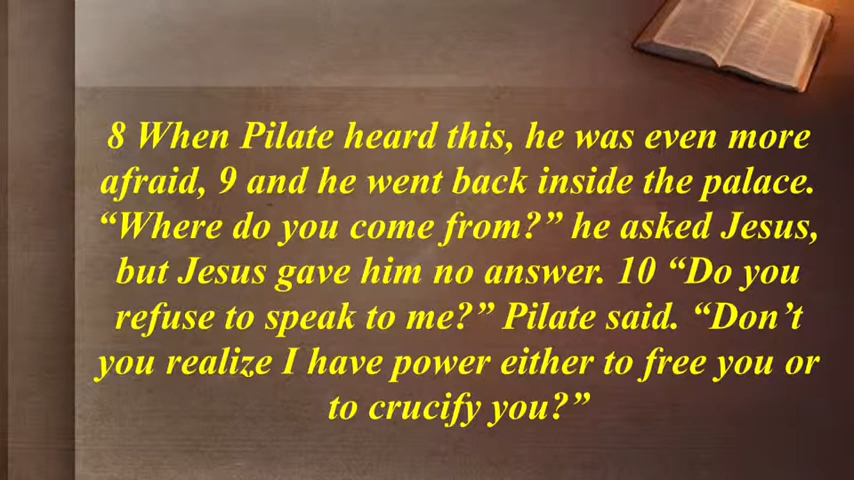 8 When Pilate heard this, he was even more
afraid, 9 and he went back inside the palace.
“Where do you come from?” he asked Jesus,
but Jesus gave him no answer. 10 “Do you
refuse to speak to me?” Pilate said. “Don’t
you realize I have power either to free you or
to crucify you?”